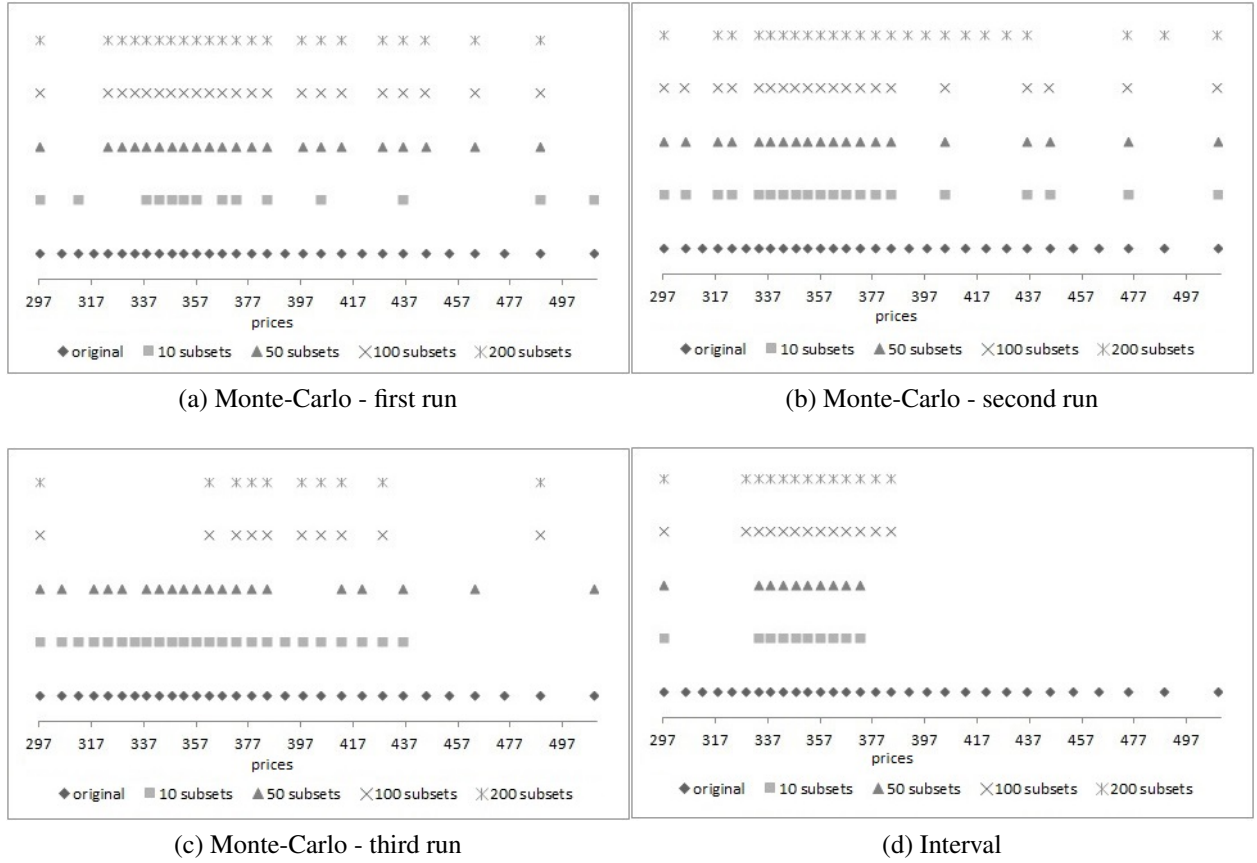 297 317 337 357 377 397 417 437 457 477 497
prices
original 10 subsets 50 subsets 100 subsets 200 subsets
(a) Monte-Carlo - first run
297 317 337 357 377 397 417 437 457 477 497
prices
original 10 subsets 50 subsets 100 subsets 200 subsets
(b) Monte-Carlo - second run
297 317 337 357 377 397 417 437 457 477 497
prices
original 10 subsets 50 subsets 100 subsets 200 subsets
(c) Monte-Carlo - third run
297 317 337 357 377 397 417 437 457 477 497
prices
original 10 subsets 50 subsets 100 subsets 200 subsets
(d) Interval